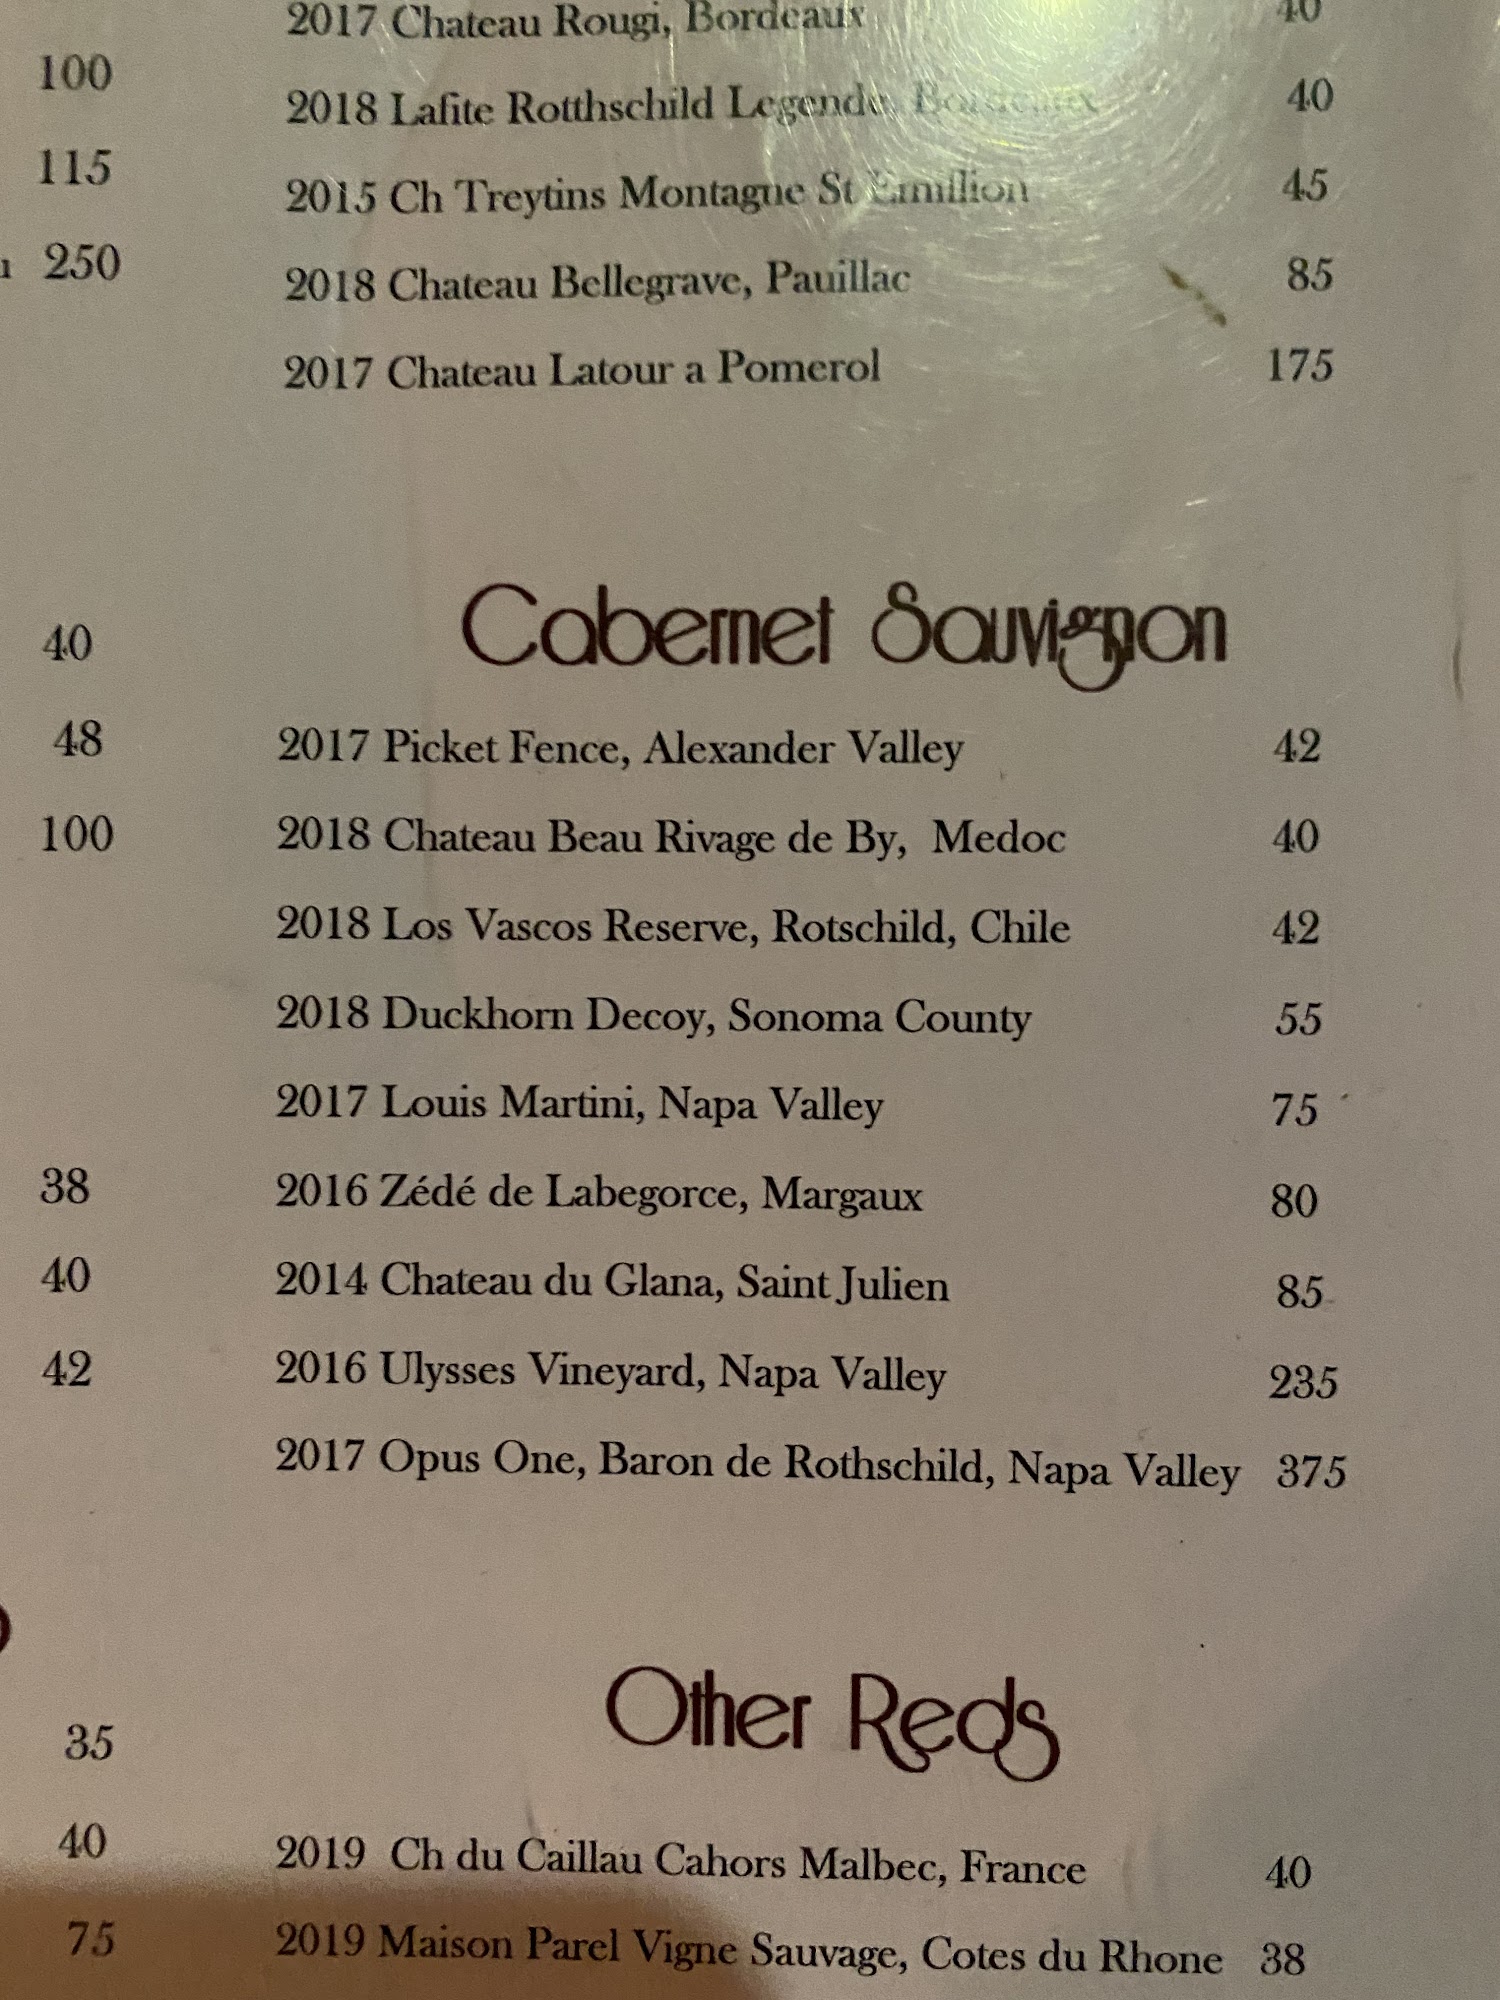 100
115
250
40
48
100
38
40
42
35
40
75
2017 Chateau Rougi, Bordeaux 40
2018 Lafite Rotthschild Legende, Bordeaux 40
2015 Ch Treytins Montagne St Emillion 45
2018 Chateau Bellegrave, Pauillac 85
2017 Chateau Latour a Pomerol 175
Cabernet Sauvignon
2017 Picket Fence, Alexander Valley 42
2018 Chateau Beau Rivage de By, Medoc 40
2018 Los Vascos Reserve, Rotschild, Chile 42
2018 Duckhorn Decoy, Sonoma County 55
2017 Louis Martini, Napa Valley 75
2016 Zédé de Labegorce, Margaux 80
2014 Chateau du Glana, Saint Julien 85
2016 Ulysses Vineyard, Napa Valley 235
2017 Opus One, Baron de Rothschild, Napa Valley 375
Other Reds
2019 Ch du Caillau Cahors Malbec, France 40
2019 Maison Parel Vigne Sauvage, Cotes du Rhone 38